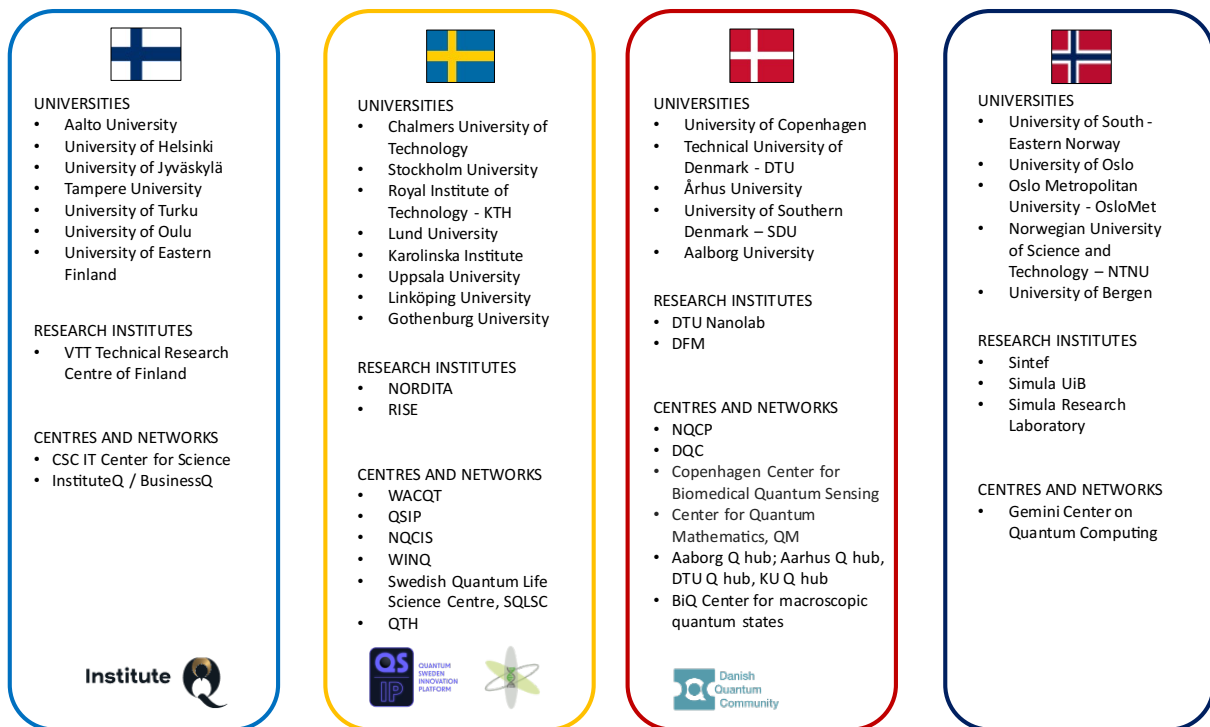 UNIVERSITIES
• Aalto University
• University of Helsinki
• University of Jyväskylä
• Tampere University
• University of Turku
• University of Oulu
• University of Eastern
Finland
RESEARCH INSTITUTES
• VTT Technical Research
Centre of Finland
CENTRES AND NETWORKS
• CSC IT Center for Science
• InstituteQ / BusinessQ
Institute Q
UNIVERSITIES
• Chalmers University of
Technology
• Stockholm University
• Royal Institute of
Technology - KTH
• Lund University
• Karolinska Institute
• Uppsala University
• Linköping University
• Gothenburg University
RESEARCH INSTITUTES
• NORDITA
• RISE
CENTRES AND NETWORKS
• WACQT
• QSIP
• NQCIS
• WINQ
• Swedish Quantum Life
Science Centre, SQLSC
• QTH
QS
IP
QUANTUM
SWEDEN
INNOVATION
PLATFORM
UNIVERSITIES
• University of Copenhagen
• Technical University of
Denmark - DTU
• Århus University
• University of Southern
Denmark – SDU
• Aalborg University
RESEARCH INSTITUTES
• DTU Nanolab
• DFM
CENTRES AND NETWORKS
• NQCP
• DQC
• Copenhagen Center for
Biomedical Quantum Sensing
• Center for Quantum
Mathematics, QM
• Aaborg Q hub; Aarhus Q hub,
DTU Q hub, KU Q hub
• BiQ Center for macroscopic
quantum states
Danish
Quantum
Community
UNIVERSITIES
• University of South -
Eastern Norway
• University of Oslo
• Oslo Metropolitan
University - OsloMet
• Norwegian University
of Science and
Technology – NTNU
• University of Bergen
RESEARCH INSTITUTES
• Sintef
• Simula UiB
• Simula Research
Laboratory
CENTRES AND NETWORKS
• Gemini Center on
Quantum Computing